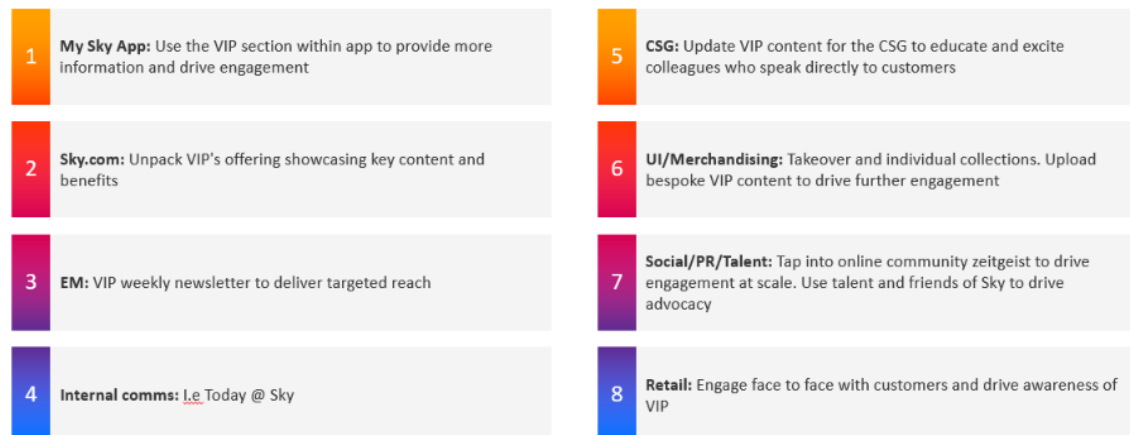 1
My Sky App: Use the VIP section within app to provide more
information and drive engagement
2
Sky.com: Unpack VIP's offering showcasing key content and
benefits
3
EM: VIP weekly newsletter to deliver targeted reach
4
Internal comms: I.e Today @ Sky
5
CSG: Update VIP content for the CSG to educate and excite
colleagues who speak directly to customers
6
UI/Merchandising: Takeover and individual collections. Upload
bespoke VIP content to drive further engagement
7
Social/PR/Talent: Tap into online community zeitgeist to drive
engagement at scale. Use talent and friends of Sky to drive
advocacy
8
Retail: Engage face to face with customers and drive awareness of
VIP